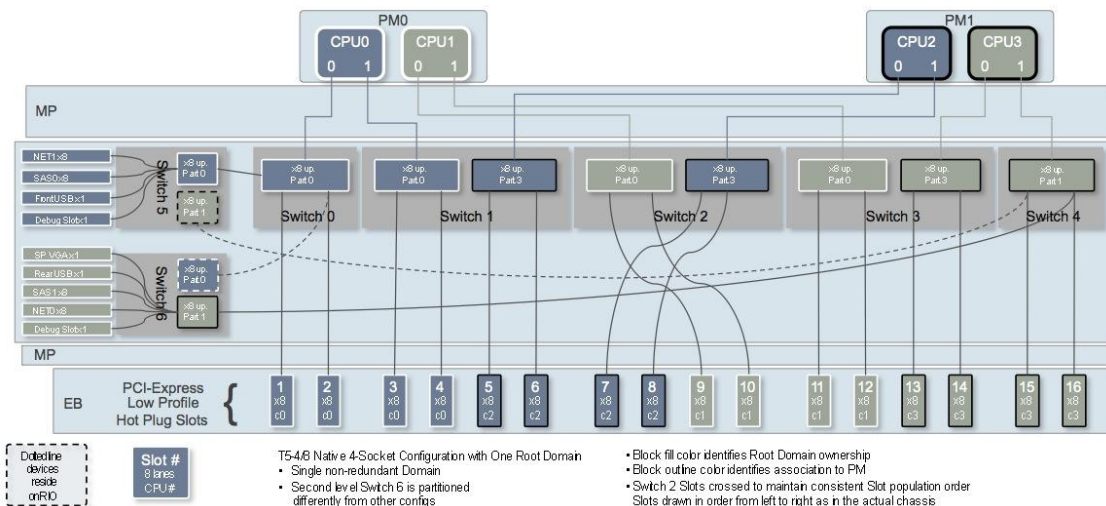 PM0
PM1
CPU0
0 1
CPU1
0 1
CPU2
0 1
CPU3
0 1
MP
NET1x8
SAS0x8
FrontUSBx1
Debug Slotx1
x8 up.
Part.0
x8 up.
Part 1
Switch 5
x8 up.
Part.0
Switch 0
x8 up.
Part.0
x8 up.
Part.3
Switch 1
x8 up.
Part.0
x8 up.
Part.3
Switch 2
x8 up.
Part.0
x8 up.
Part.3
Switch 3
x8 up.
Part.1
Switch 4
SP VGAx1
RearUSBx1
SAS1x8
NET0x8
Debug Slotx1
x8 up.
Part.0
x8 up.
Part 1
Switch 6
MP
EB
PCI-Express
Low Profile
Hot Plug Slots
{
1 2 3 4 5 6 7 8 9 10 11 12 13 14 15 16
x8 x8 x8 x8 x8 x8 x8 x8 x8 x8 x8 x8 x8 x8 x8 x8
c0 c0 c0 c0 c2 c2 c2 c2 c1 c1 c1 c1 c3 c3 c3 c3
Dotted line
devices
reside
on RIO
Slot #
8 lanes
CPU #
T5-4/8 Native 4-Socket Configuration with One Root Domain
• Single non-redundant Domain
• Second level Switch 6 is partitioned
differently from other configs
• Block fill color identifies Root Domain ownership
• Block outline color identifies association to PM
• Switch 2 Slots crossed to maintain consistent Slot population order
Slots drawn in order from left to right as in the actual chassis